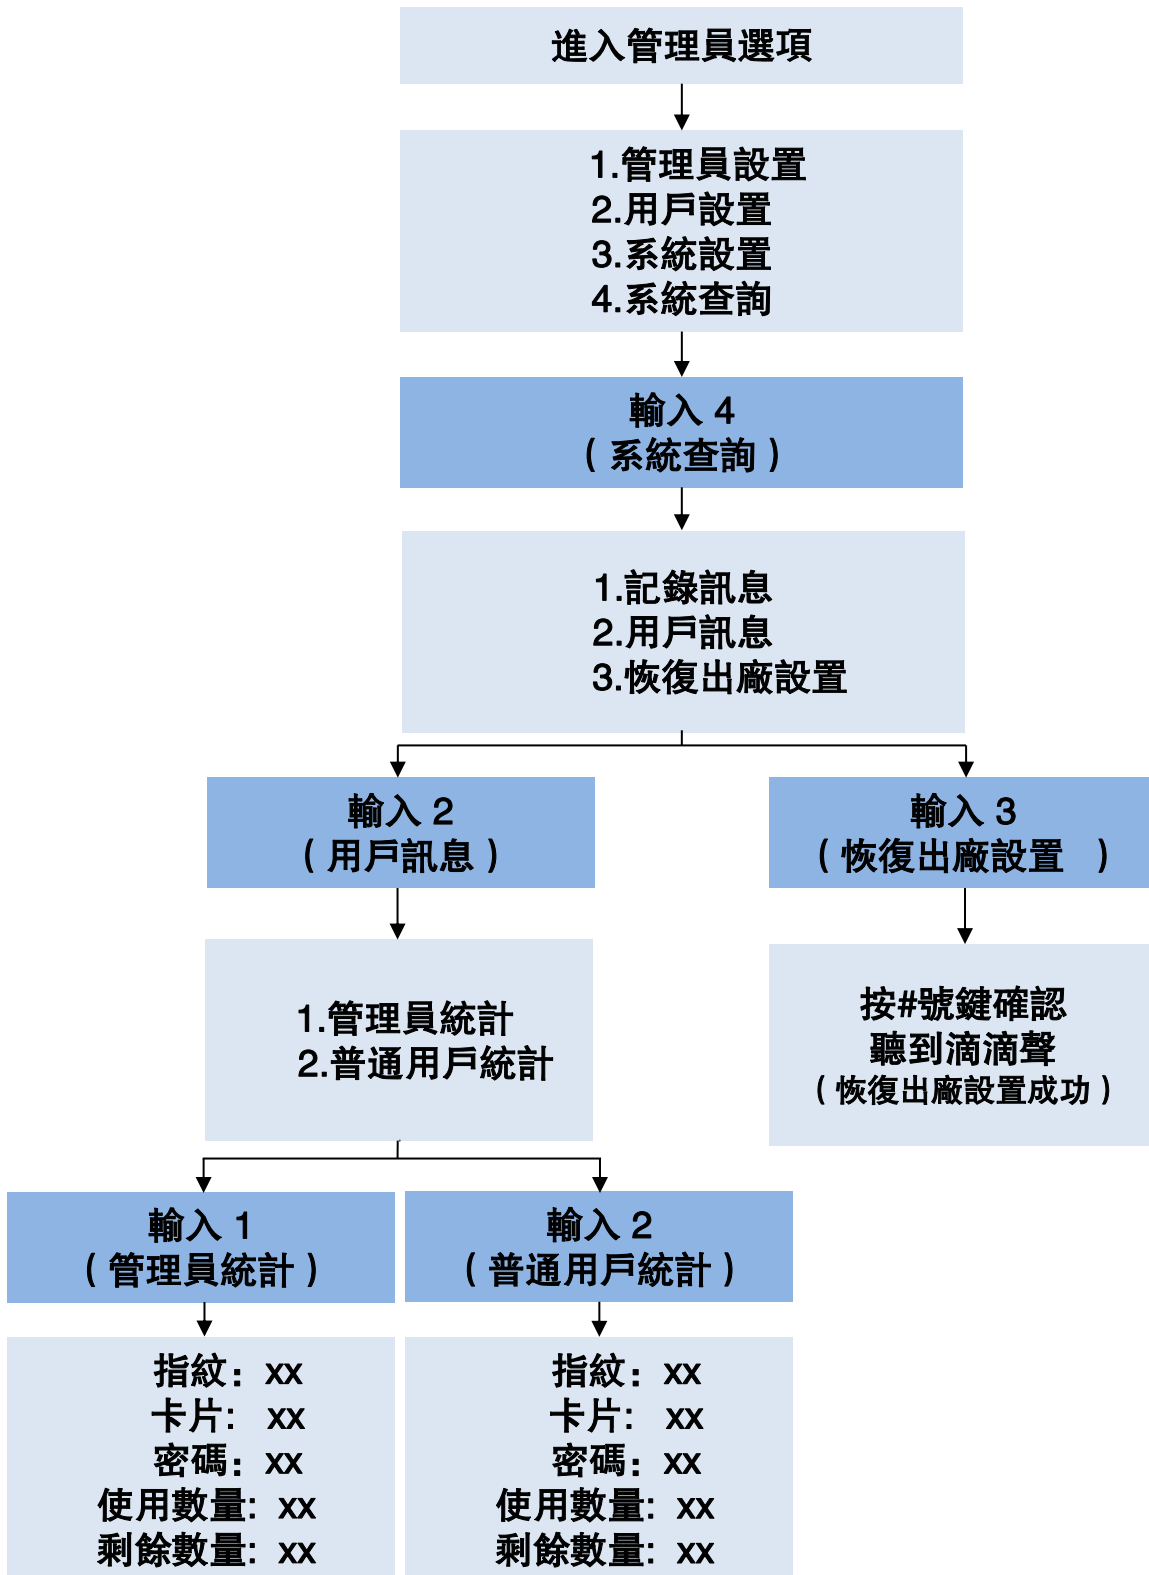 進入管理員選項
1.管理員設置
2.用戶設置
3.系統設置
4.系統查詢
輸入 4
(系統查詢)
1.記錄訊息
2.用戶訊息
3.恢復出廠設置
輸入 2
(用戶訊息)
輸入 3
(恢復出廠設置 )
1.管理員統計
2.普通用戶統計
按#號鍵確認
聽到滴滴聲
(恢復出廠設置成功)
輸入 1
(管理員統計)
輸入 2
(普通用戶統計)
指紋: xx
卡片: xx
密碼: xx
使用數量: xx
剩餘數量: xx
指紋: xx
卡片: xx
密碼: xx
使用數量: xx
剩餘數量: xx